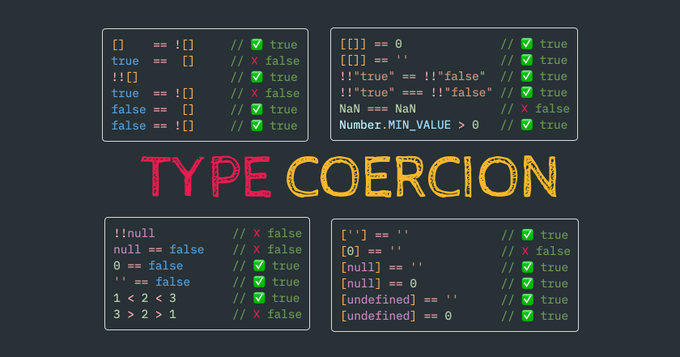 [] == ![] // ✅ true
true == [] // ☓ false
!![] // ✅ true
true == ![] // ☓ false
false == [] // ✅ true
false == ![] // ✅ true
[[]] == 0 // ✅ true
[[]] == '' // ✅ true
!!"true" == !!"false" // ✅ true
!!"true" === !!"false" // ✅ true
NaN === NaN // ☓ false
Number.MIN_VALUE > 0 // ✅ true
TYPE COERCION
!!null // ☓ false
null == false // ☓ false
0 == false // ✅ true
'' == false // ✅ true
1 < 2 < 3 // ✅ true
3 > 2 > 1 // ☓ false
[''] == '' // ✅ true
[0] == '' // ☓ false
[null] == '' // ✅ true
[null] == 0 // ✅ true
[undefined] == '' // ✅ true
[undefined] == 0 // ✅ true